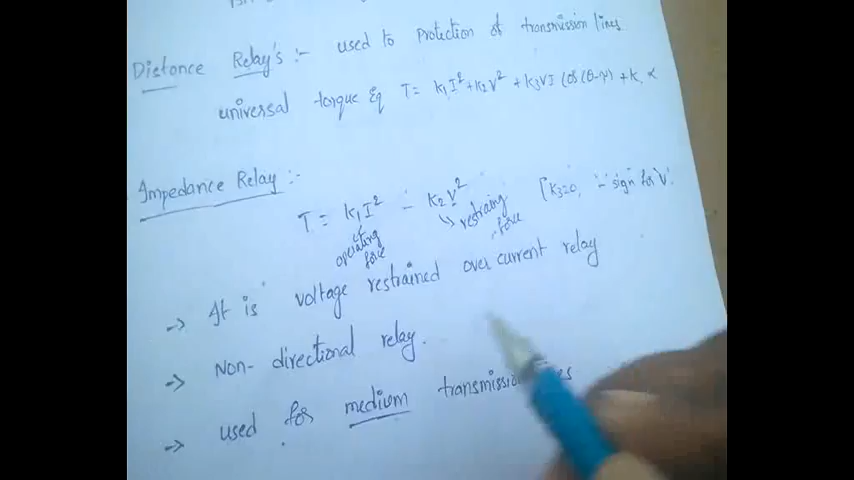 Distance Relay's :- used to Protection of transmission lines
universal torque Eq T = K₁I² + K₂V² + K₃VI Cos(θ-τ) + K
Impedance Relay :-
T = K₁I² - K₂V² [K₃=0, '-' sign for 'V'.
operating force
restraining force
→ It is voltage restrained over current relay
→ Non-directional relay.
→ used for medium transmission